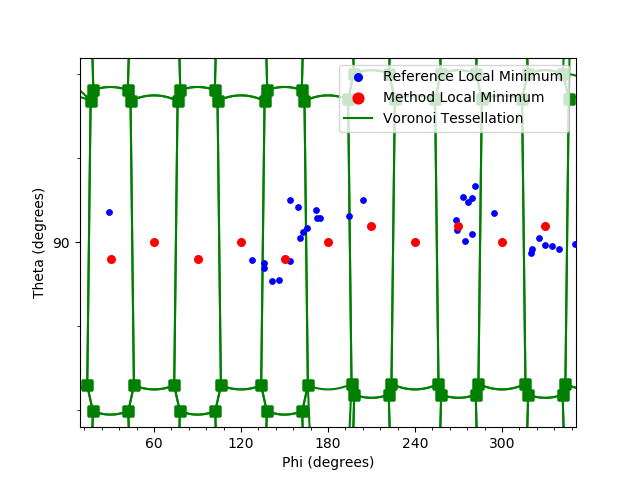 Reference Local Minimum
Method Local Minimum
Voronoi Tessellation
Theta (degrees)
90
60 120 180 240 300
Phi (degrees)